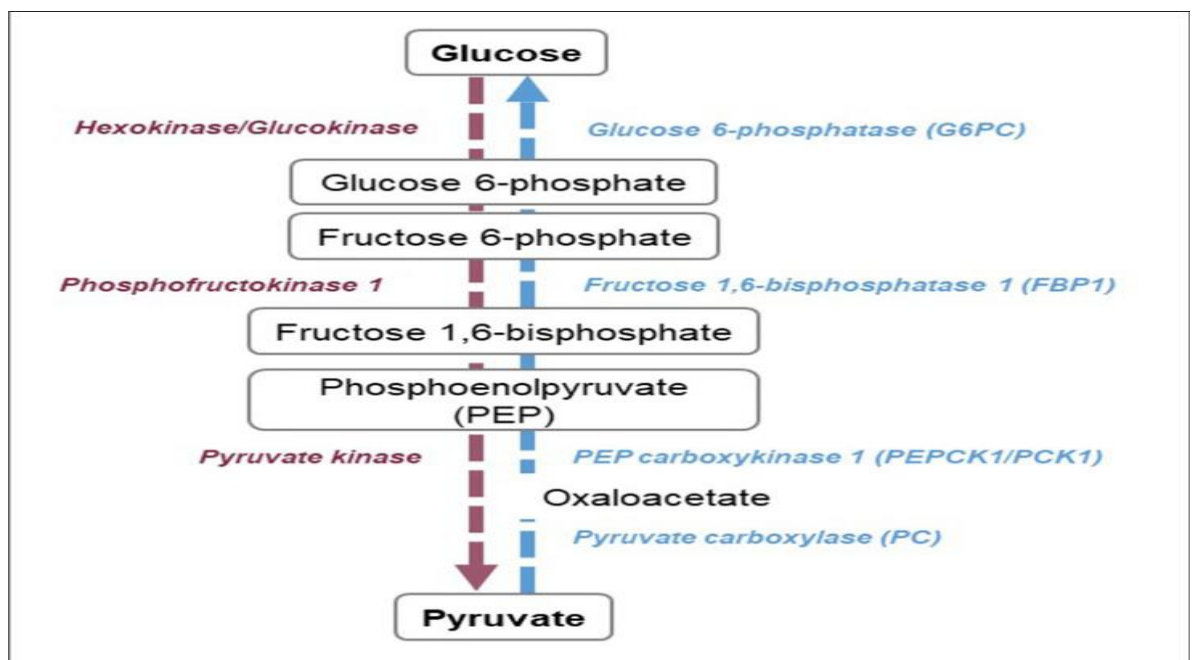 Glucose
Hexokinase/Glucokinase
Glucose 6-phosphatase (G6PC)
Glucose 6-phosphate
Fructose 6-phosphate
Phosphofructokinase 1
Fructose 1,6-bisphosphatase 1 (FBP1)
Fructose 1,6-bisphosphate
Phosphoenolpyruvate
(PEP)
Pyruvate kinase
PEP carboxykinase 1 (PEPCK1/PCK1)
Oxaloacetate
Pyruvate carboxylase (PC)
Pyruvate